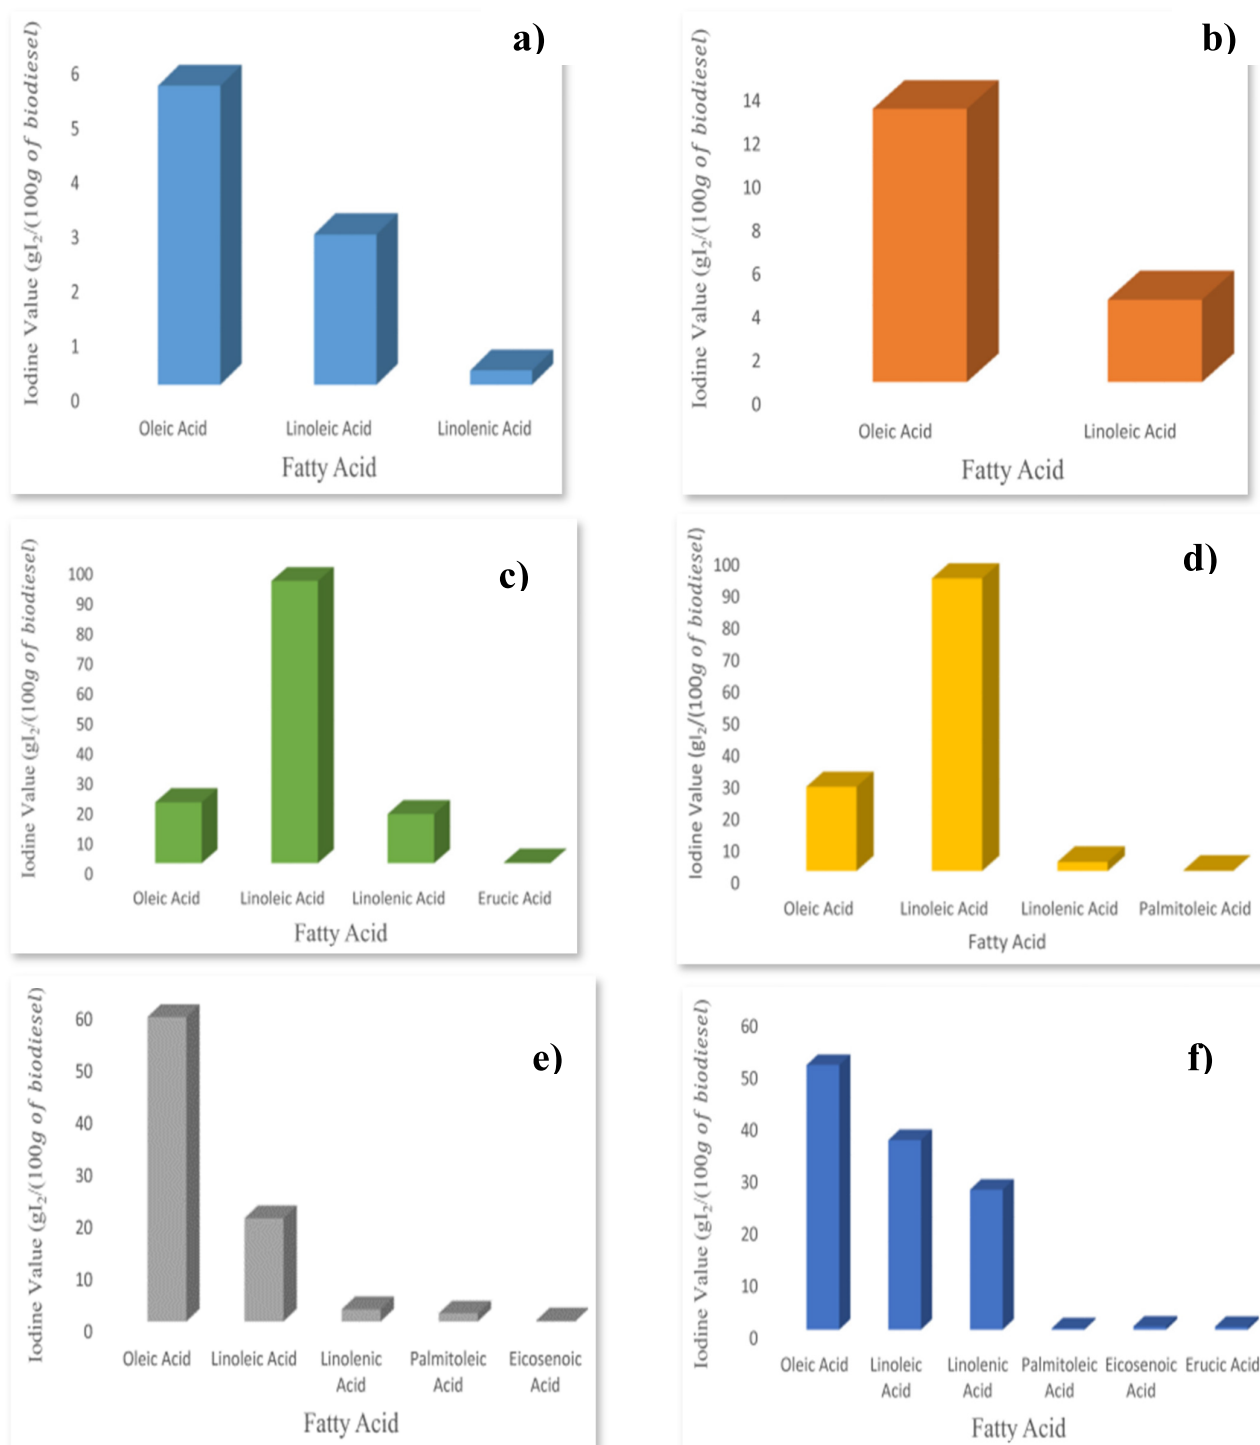 a)
Iodine Value (gI₂/(100g of biodiesel)
6
5
4
3
2
1
0
Oleic Acid Linoleic Acid Linolenic Acid
Fatty Acid
b)
Iodine Value (gI₂/(100g of biodiesel)
14
12
10
8
6
4
2
0
Oleic Acid Linoleic Acid
Fatty Acid
c)
Iodine Value (gI₂/(100g of biodiesel)
100
90
80
70
60
50
40
30
20
10
0
Oleic Acid Linoleic Acid Linolenic Acid Erucic Acid
Fatty Acid
d)
Iodine Value (gI₂/(100g of biodiesel)
100
90
80
70
60
50
40
30
20
10
0
Oleic Acid Linoleic Acid Linolenic Acid Palmitoleic Acid
Fatty Acid
e)
Iodine Value (gI₂/(100g of biodiesel)
60
50
40
30
20
10
0
Oleic Acid Linoleic Acid Linolenic Palmitoleic Eicosenoic
Acid Acid Acid
Fatty Acid
f)
Iodine Value (gI₂/(100g of biodiesel)
60
50
40
30
20
10
0
Oleic Acid Linoleic Linolenic Palmitoleic Eicosenoic Erucic Acid
Acid Acid Acid Acid
Fatty Acid